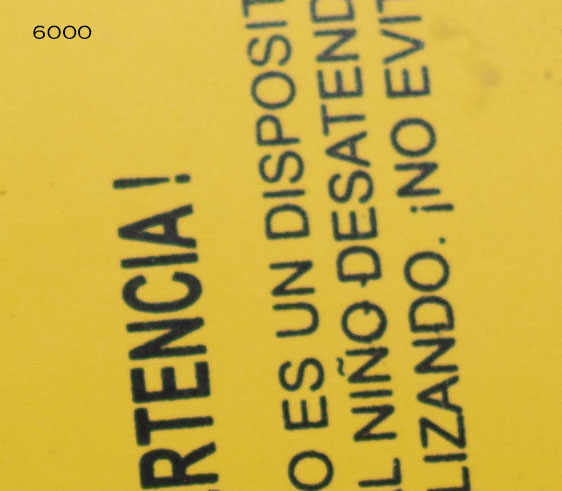 6000
RTENCIA!
O ES UN DISPOSIT
L NIÑO DESATEND
LIZANDO. ¡NO EVIT